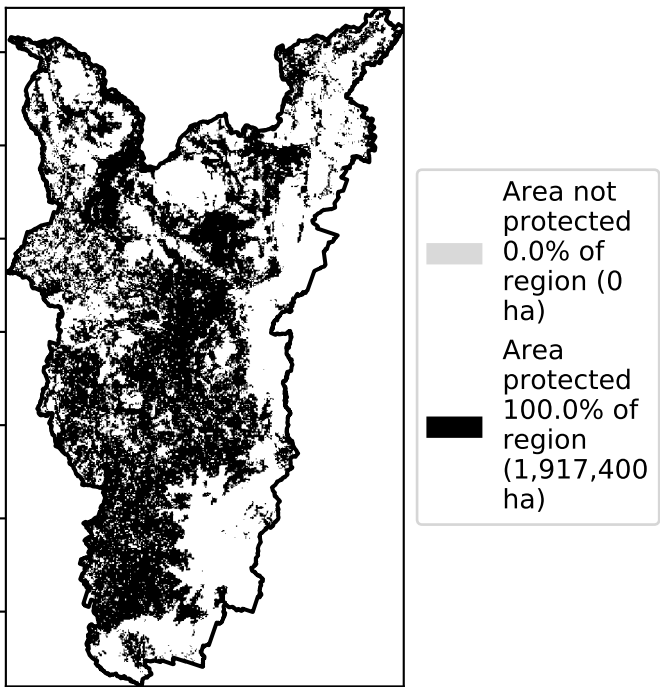 Area not
protected
0.0% of
region (0
ha)
Area
protected
100.0% of
region
(1,917,400
ha)